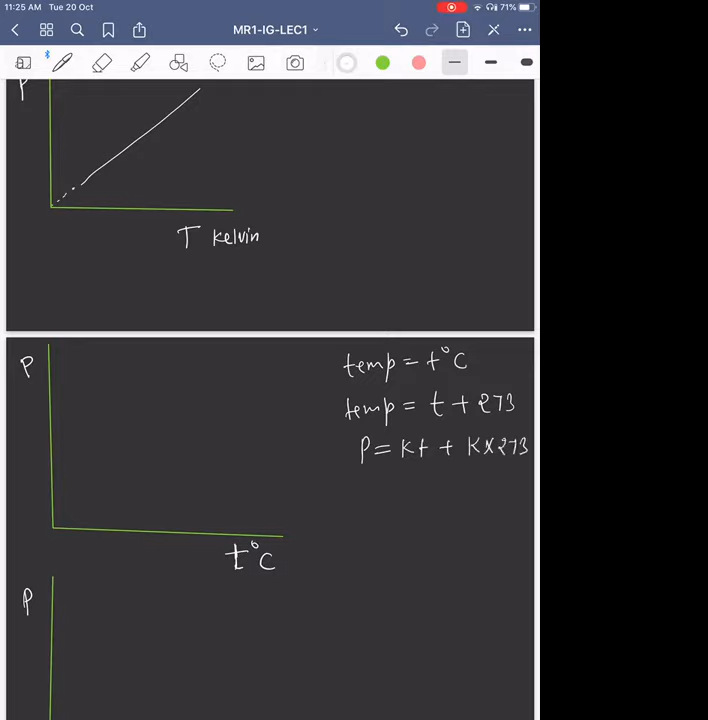 11:25 AM Tue 20 Oct
71%
MR1-IG-LEC1
P
T kelvin
P
temp = t°C
temp = t + 273
P = Kt + K×273
t°C
P